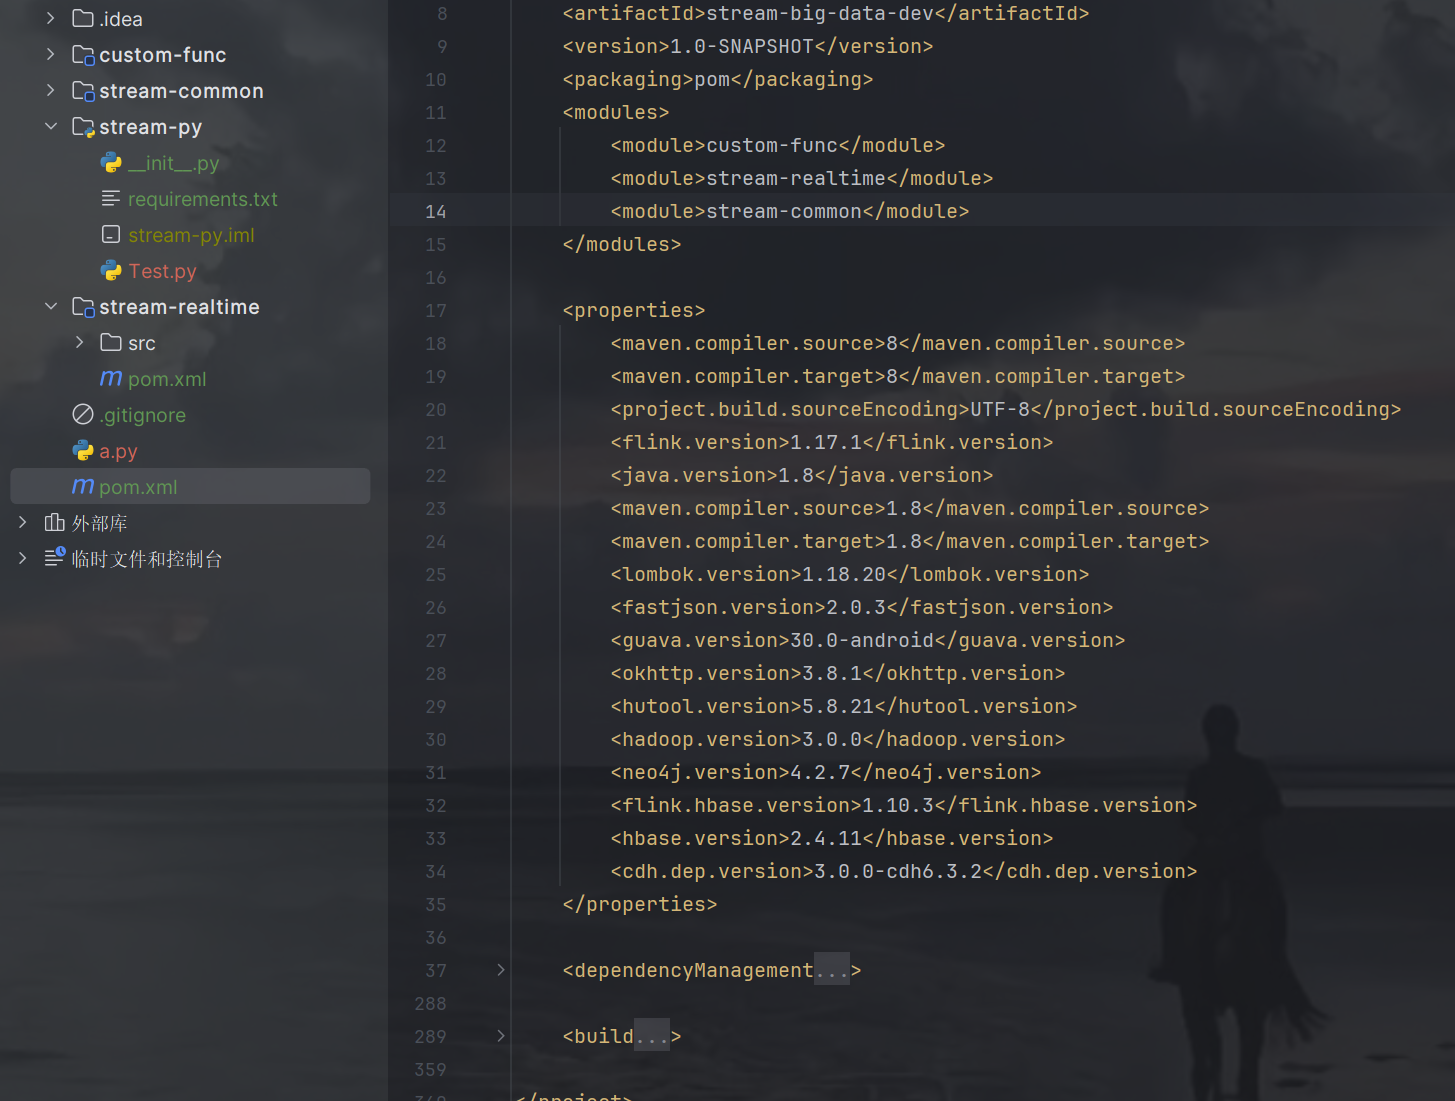 .idea
custom-func
stream-common
stream-py
__init__.py
requirements.txt
stream-py.iml
Test.py
stream-realtime
src
pom.xml
.gitignore
a.py
pom.xml
外部库
临时文件和控制台
8 <artifactId>stream-big-data-dev</artifactId>
9 <version>1.0-SNAPSHOT</version>
10 <packaging>pom</packaging>
11 <modules>
12 <module>custom-func</module>
13 <module>stream-realtime</module>
14 <module>stream-common</module>
15 </modules>
16
17 <properties>
18 <maven.compiler.source>8</maven.compiler.source>
19 <maven.compiler.target>8</maven.compiler.target>
20 <project.build.sourceEncoding>UTF-8</project.build.sourceEncoding>
21 <flink.version>1.17.1</flink.version>
22 <java.version>1.8</java.version>
23 <maven.compiler.source>1.8</maven.compiler.source>
24 <maven.compiler.target>1.8</maven.compiler.target>
25 <lombok.version>1.18.20</lombok.version>
26 <fastjson.version>2.0.3</fastjson.version>
27 <guava.version>30.0-android</guava.version>
28 <okhttp.version>3.8.1</okhttp.version>
29 <hutool.version>5.8.21</hutool.version>
30 <hadoop.version>3.0.0</hadoop.version>
31 <neo4j.version>4.2.7</neo4j.version>
32 <flink.hbase.version>1.10.3</flink.hbase.version>
33 <hbase.version>2.4.11</hbase.version>
34 <cdh.dep.version>3.0.0-cdh6.3.2</cdh.dep.version>
35 </properties>
36
37 <dependencyManagement...>
288
289 <build...>
359
360 </project>